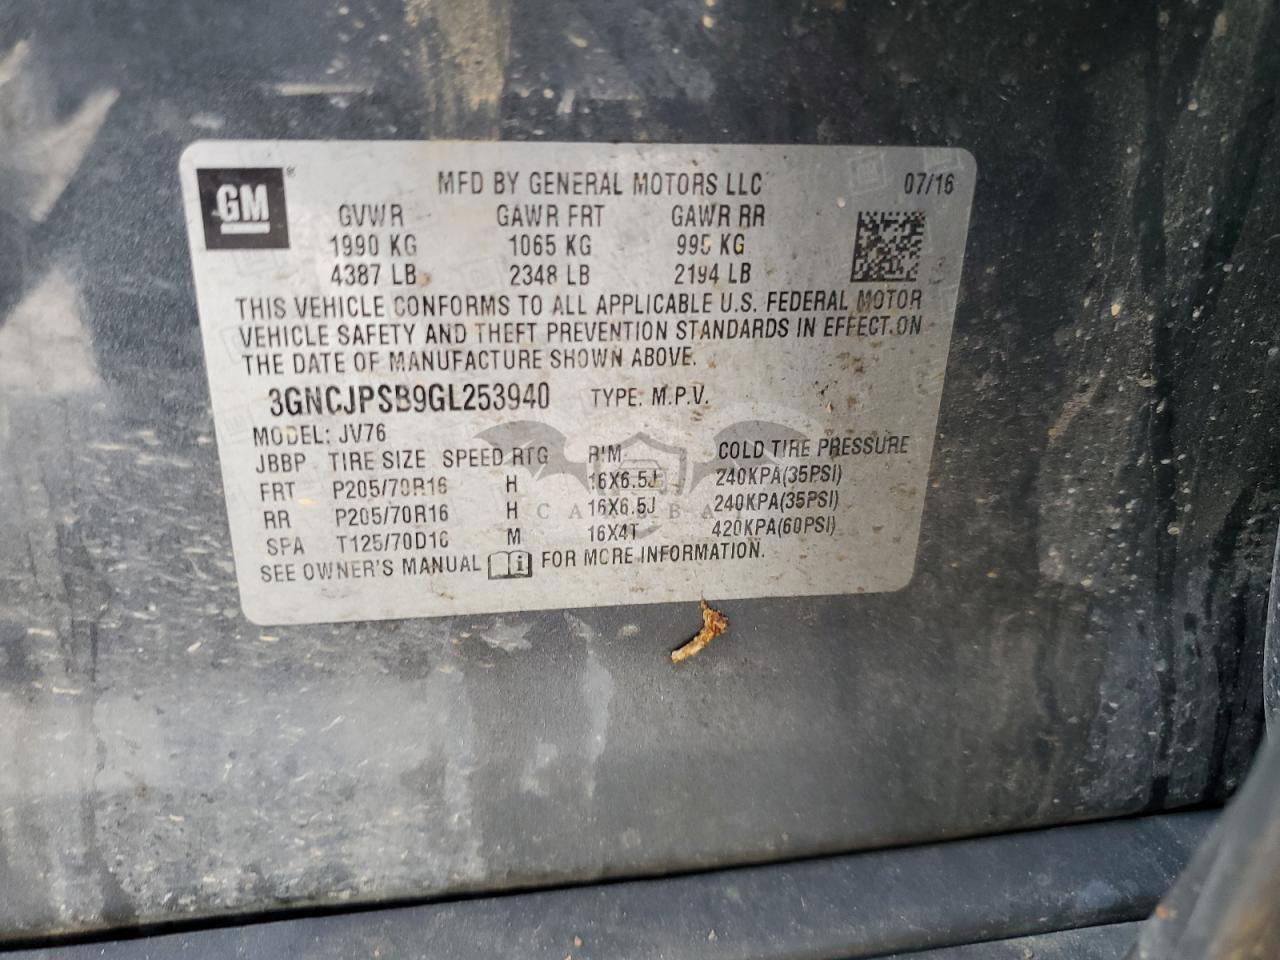 GM
MFD BY GENERAL MOTORS LLC 07/16
GVWR GAWR FRT GAWR RR
1990 KG 1065 KG 995 KG
4387 LB 2348 LB 2194 LB
THIS VEHICLE CONFORMS TO ALL APPLICABLE U.S. FEDERAL MOTOR
VEHICLE SAFETY AND THEFT PREVENTION STANDARDS IN EFFECT ON
THE DATE OF MANUFACTURE SHOWN ABOVE.
3GNCJPSB9GL253940 TYPE: M.P.V.
MODEL: JV76
JBBP TIRE SIZE SPEED RTG RIM COLD TIRE PRESSURE
FRT P205/70R16 H 16X6.5J 240KPA(35PSI)
RR P205/70R16 H 16X6.5J 240KPA(35PSI)
SPA T125/70D16 M 16X4T 420KPA(60PSI)
SEE OWNER'S MANUAL FOR MORE INFORMATION.